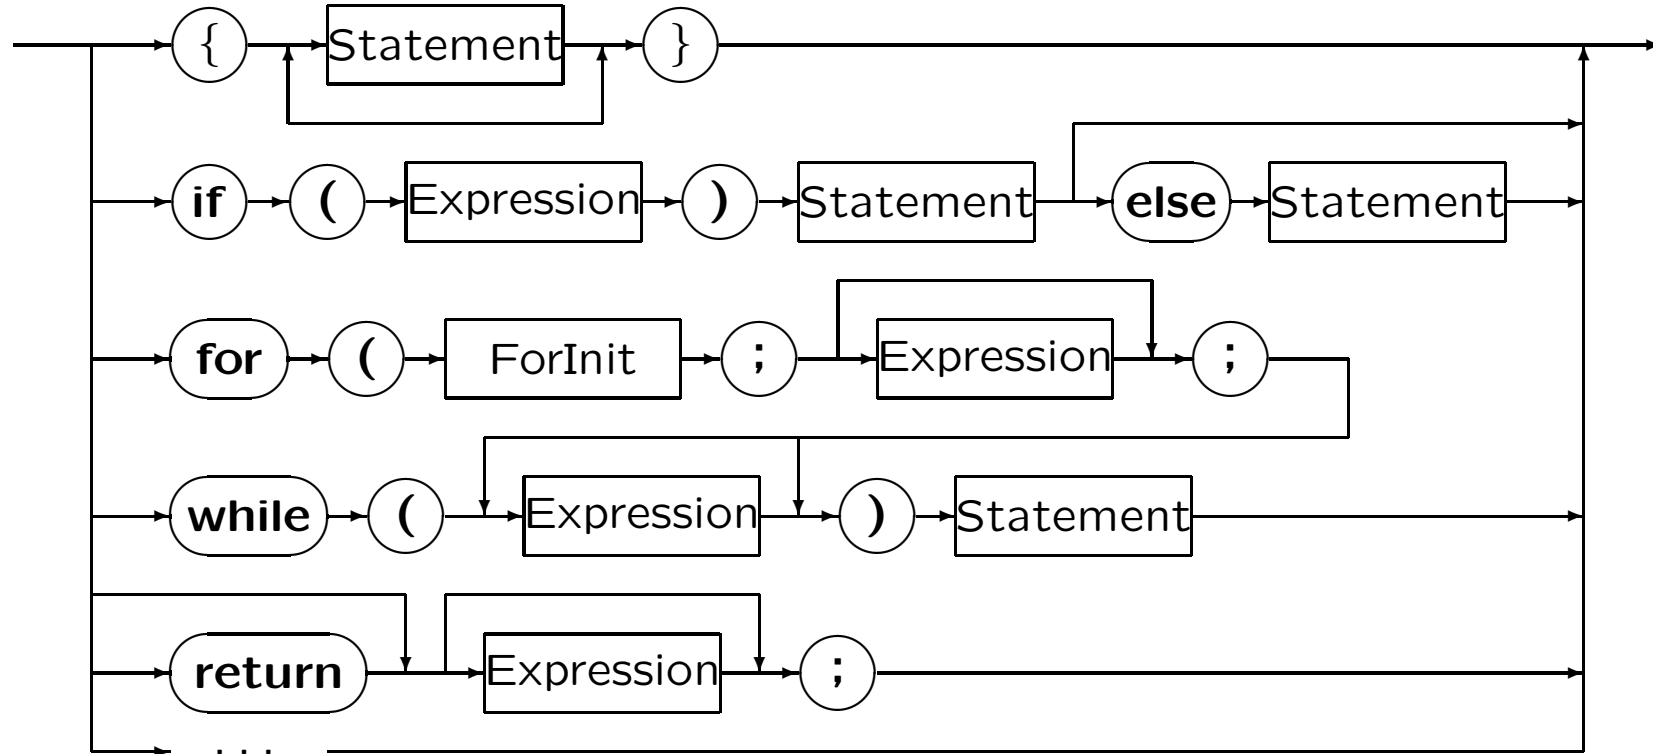 { Statement }
if ( Expression ) Statement else Statement
for ( ForInit ; Expression ;
while ( Expression ) Statement
return Expression ;